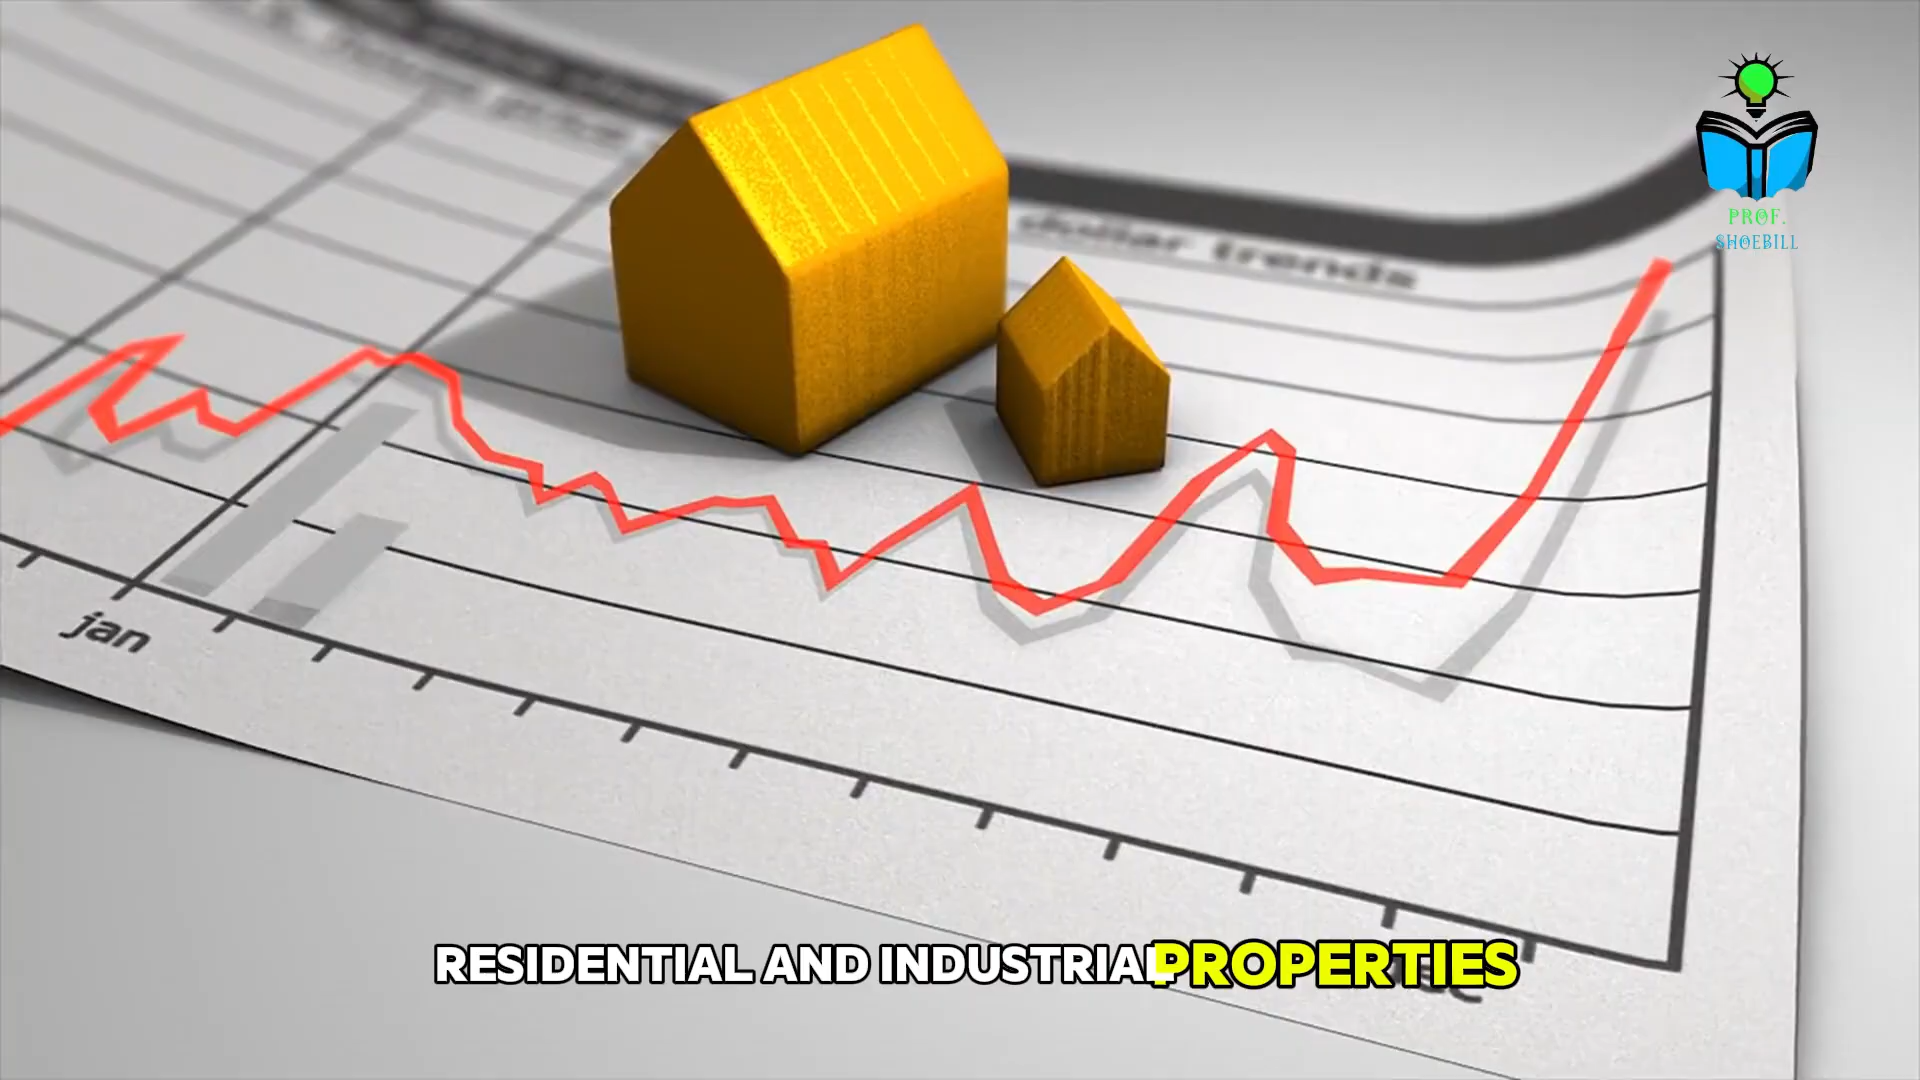 dollar trends
PROF.
SHOEBILL
jan
RESIDENTIAL AND INDUSTRIAL PROPERTIES